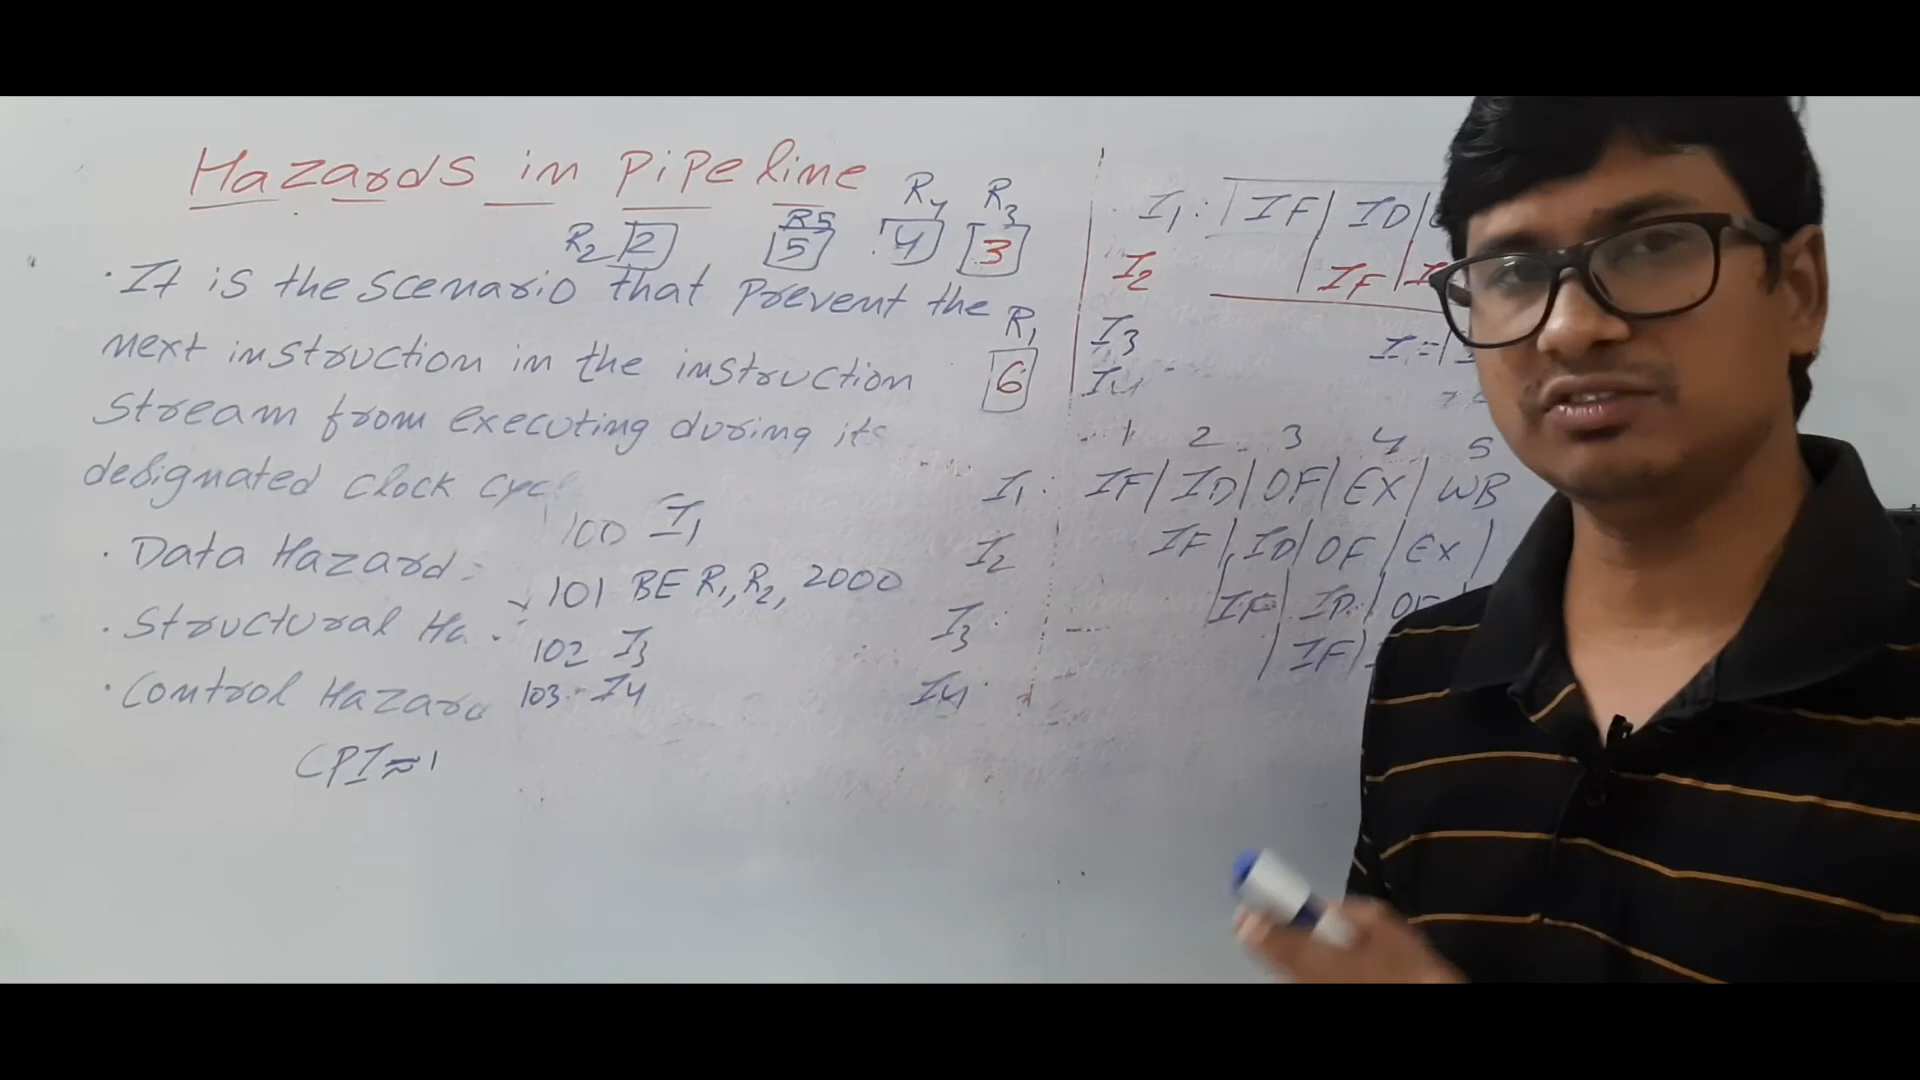 Hazards in Pipeline
R4 R3
R2 2 R5 5 4 3
• It is the scenario that prevent the
R1
next instruction in the instruction 6
stream from executing during its
designated clock cyc
• Data Hazard :
• Structural Ha
• Control Hazard
CPI≈1
100 I1
101 BE R1, R2, 2000
102 I3
103 - I4
I1: | IF | ID
I2 | IF |
I3
I4
1 2 3 4 5
I1: IF | ID | OF | EX | WB
I2 IF | ID | OF | EX |
I3: | IF | ID | OF
I4: | IF |